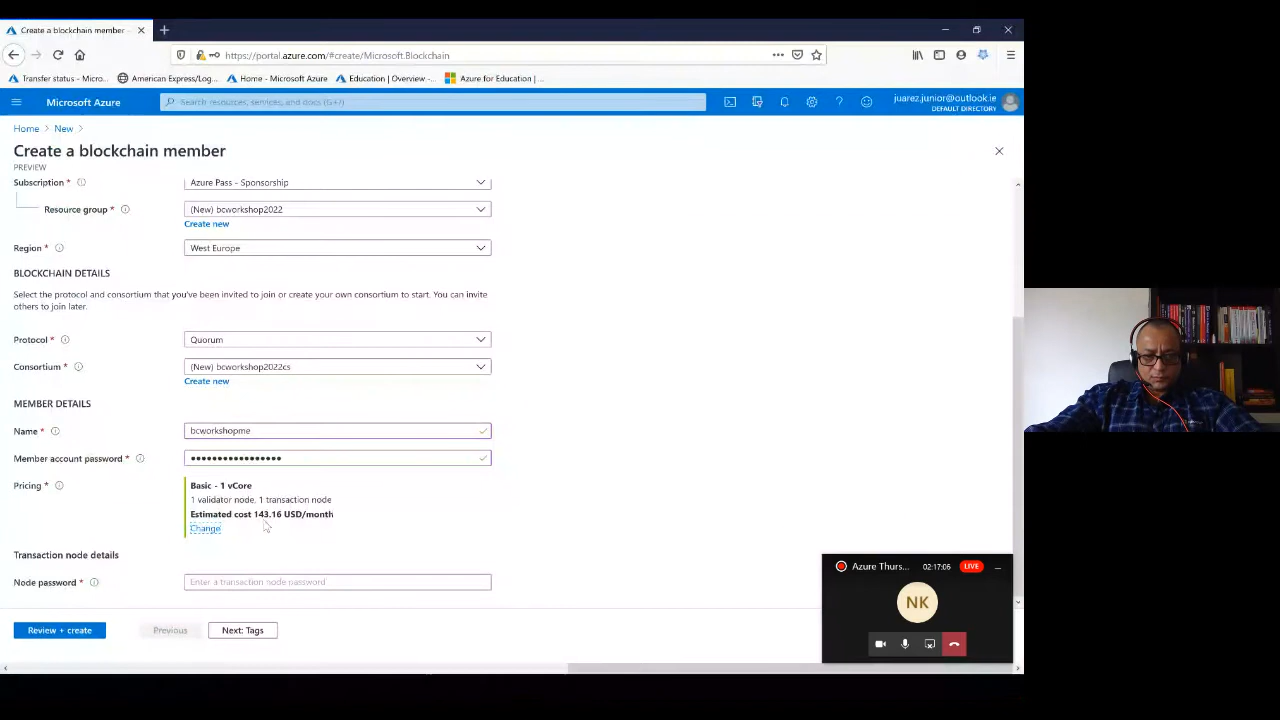 Create a blockchain member
https://portal.azure.com/#create/Microsoft.Blockchain
Transfer status - Micro...
American Express/Log...
Home - Microsoft Azure
Education | Overview -...
Azure for Education | ...
Microsoft Azure
Search resources, services, and docs (G+/)
juarez.junior@outlook.ie
DEFAULT DIRECTORY
Home > New >
Create a blockchain member
PREVIEW
Subscription * Azure Pass - Sponsorship
Resource group * (New) bcworkshop2022
Create new
Region * West Europe
BLOCKCHAIN DETAILS
Select the protocol and consortium that you've been invited to join or create your own consortium to start. You can invite
others to join later.
Protocol * Quorum
Consortium * (New) bcworkshop2022cs
Create new
MEMBER DETAILS
Name * bcworkshopme
Member account password * •••••••••••••••••
Pricing * Basic - 1 vCore
1 validator node, 1 transaction node
Estimated cost 143.16 USD/month
Change
Transaction node details
Node password * Enter a transaction node password
Review + create
Previous
Next: Tags
Azure Thurs...
02:17:06
LIVE
NK